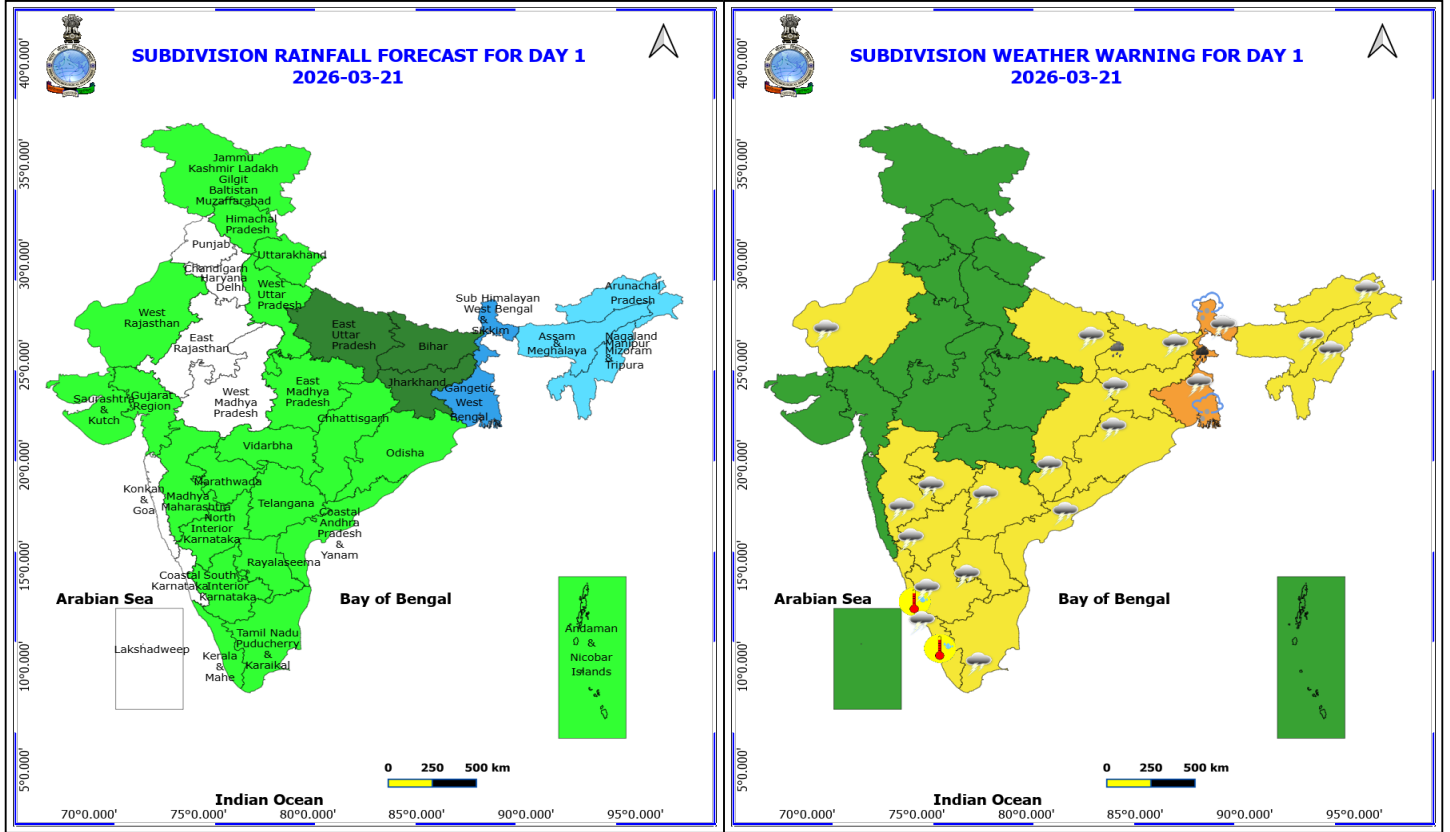 SUBDIVISION RAINFALL FORECAST FOR DAY 1
2026-03-21
40°0.000'
35°0.000'
30°0.000'
25°0.000'
20°0.000'
15°0.000'
10°0.000'
5°0.000'
Jammu
Kashmir Ladakh
Gilgit
Baltistan
Muzaffarabad
Himachal
Pradesh
Punjab
Uttarakhand
Chandigarh
Haryana
Delhi
West
Uttar
Pradesh
West
Rajasthan
East
Rajasthan
East
Uttar
Pradesh
Bihar
Sub Himalayan
West Bengal
&
Sikkim
Arunachal
Pradesh
Assam
&
Meghalaya
Nagaland
Manipur
Mizoram
&
Tripura
Jharkhand
Gangetic
West
Bengal
Saurashtra
&
Kutch
Gujarat
Region
West
Madhya
Pradesh
East
Madhya
Pradesh
Chhattisgarh
Vidarbha
Odisha
Konkan
&
Goa
Madhya
Maharashtra
Marathwada
Telangana
North
Interior
Karnataka
Coastal
Andhra
Pradesh
&
Yanam
Rayalaseema
Coastal
Karnataka
South
Interior
Karnataka
Arabian Sea
Bay of Bengal
Lakshadweep
Kerala
&
Mahe
Tamil Nadu
Puducherry
&
Karaikal
Andaman
&
Nicobar
Islands
0 250 500 km
Indian Ocean
70°0.000' 75°0.000' 80°0.000' 85°0.000' 90°0.000' 95°0.000'
SUBDIVISION WEATHER WARNING FOR DAY 1
2026-03-21
40°0.000'
35°0.000'
30°0.000'
25°0.000'
20°0.000'
15°0.000'
10°0.000'
5°0.000'
Arabian Sea
Bay of Bengal
0 250 500 km
Indian Ocean
70°0.000' 75°0.000' 80°0.000' 85°0.000' 90°0.000' 95°0.000'